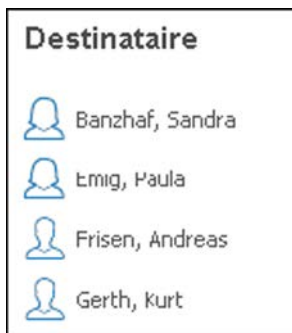 Destinataire
Banzhaf, Sandra
Emig, Paula
Frisen, Andreas
Gerth, Kurt